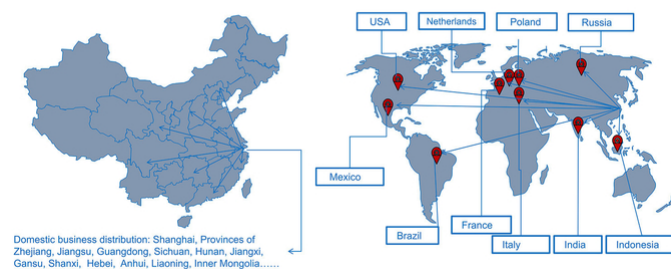 USA
Netherlands
Poland
Russia
Mexico
Brazil
France
Italy
India
Indonesia
Domestic business distribution: Shanghai, Provinces of
Zhejiang, Jiangsu, Guangdong, Sichuan, Hunan, Jiangxi,
Gansu, Shanxi, Hebei, Anhui, Liaoning, Inner Mongolia……